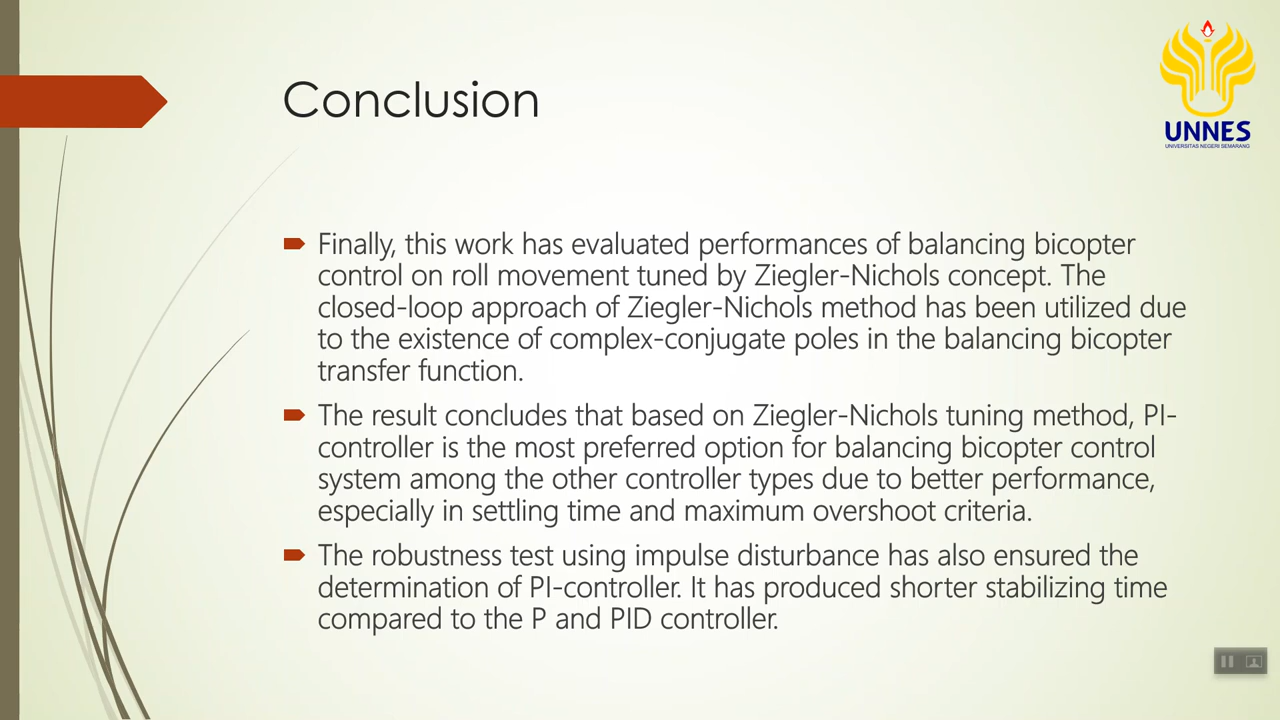 Conclusion
UNNES
UNIVERSITAS NEGERI SEMARANG
Finally, this work has evaluated performances of balancing bicopter
control on roll movement tuned by Ziegler-Nichols concept. The
closed-loop approach of Ziegler-Nichols method has been utilized due
to the existence of complex-conjugate poles in the balancing bicopter
transfer function.
The result concludes that based on Ziegler-Nichols tuning method, PI-
controller is the most preferred option for balancing bicopter control
system among the other controller types due to better performance,
especially in settling time and maximum overshoot criteria.
The robustness test using impulse disturbance has also ensured the
determination of PI-controller. It has produced shorter stabilizing time
compared to the P and PID controller.